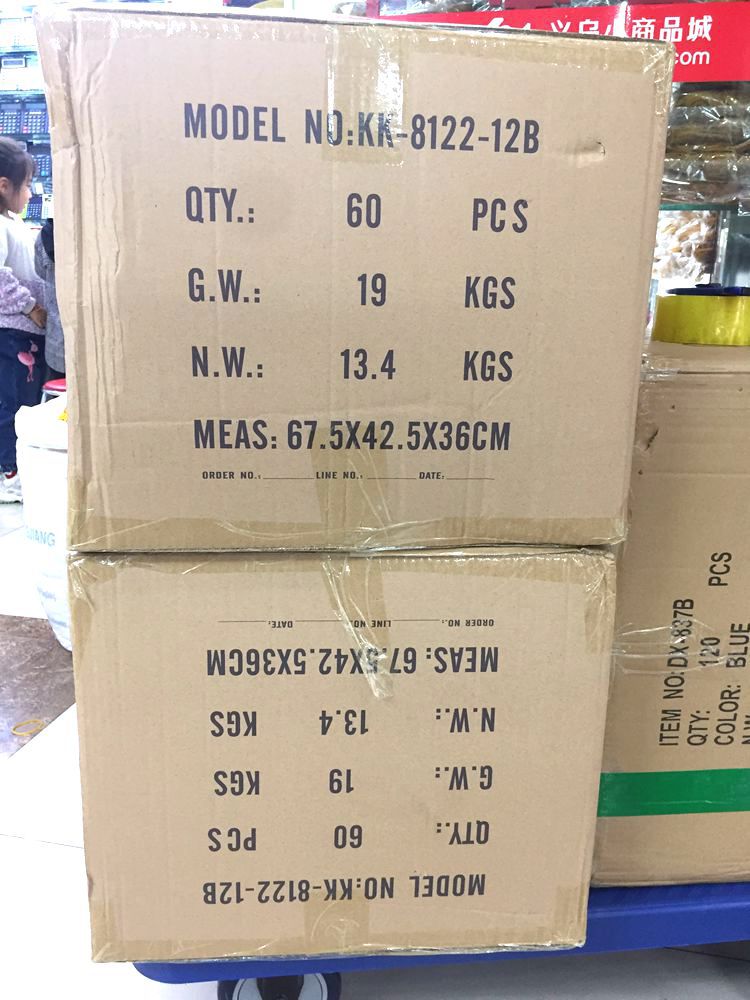 义乌小商品城
.com
MODEL NO:KK-8122-12B
QTY.: 60 PCS
G.W.: 19 KGS
N.W.: 13.4 KGS
MEAS: 67.5X42.5X36CM
ORDER NO.: LINE NO.: DATE:
MODEL NO:KK-8122-12B
QTY.: 60 PCS
G.W.: 19 KGS
N.W.: 13.4 KGS
MEAS: 67.5X42.5X36CM
ORDER NO.: LINE NO.: DATE:
ITEM NO:DX-837B
QTY: 120 PCS
COLOR: BLUE